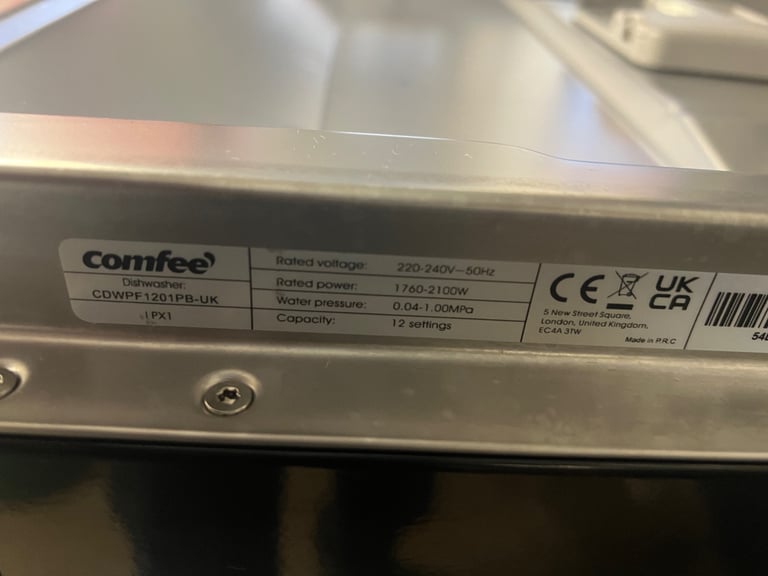 comfee'
Dishwasher:
CDWPF1201PB-UK
IPX1
Rated voltage: 220-240V~50Hz
Rated power: 1760-2100W
Water pressure: 0.04-1.00MPa
Capacity: 12 settings
CE UK
CA
5 New Street Square,
London, United Kingdom,
EC4A 3TW
Made in P.R.C